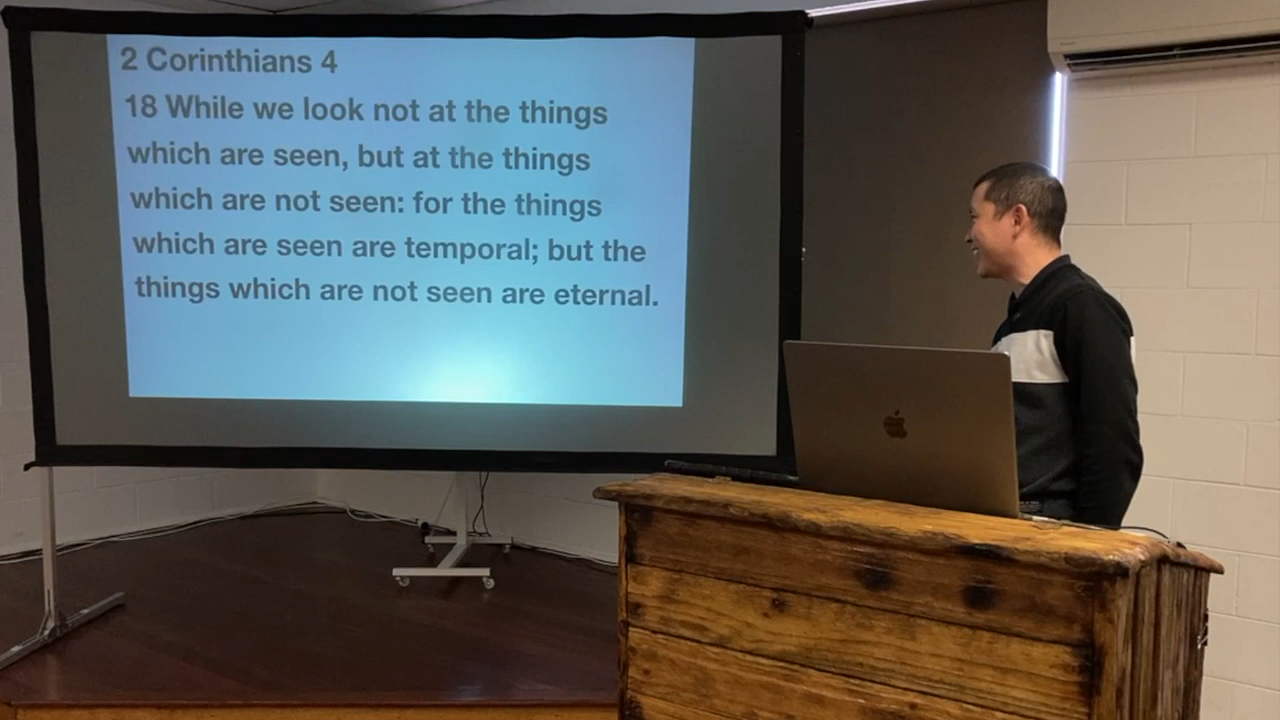 2 Corinthians 4
18 While we look not at the things
which are seen, but at the things
which are not seen: for the things
which are seen are temporal; but the
things which are not seen are eternal.